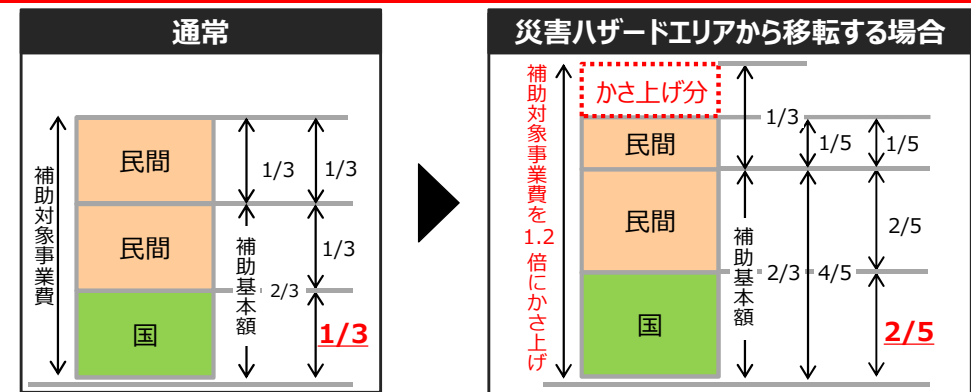 通常
補助対象事業費
民間
民間
国
1/3
補助基本額
2/3
1/3
1/3
1/3
災害ハザードエリアから移転する場合
補助対象事業費を1.2倍にかさ上げ
かさ上げ分
民間
民間
国
1/3
補助基本額
2/3
1/5
4/5
1/5
2/5
2/5